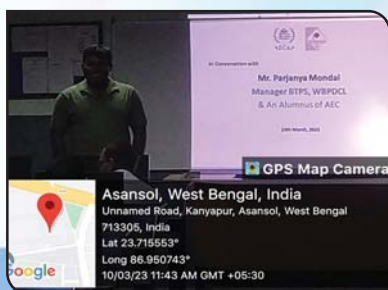 In Conversation with
Mr. Parjanya Mondal
Manager BTPS, WBPDCL
& An Alumnus of AEC
GPS Map Camera
Asansol, West Bengal, India
Unnamed Road, Kanyapur, Asansol, West Bengal
713305, India
Lat 23.715553°
Long 86.950743°
10/03/23 11:43 AM GMT +05:30
Google